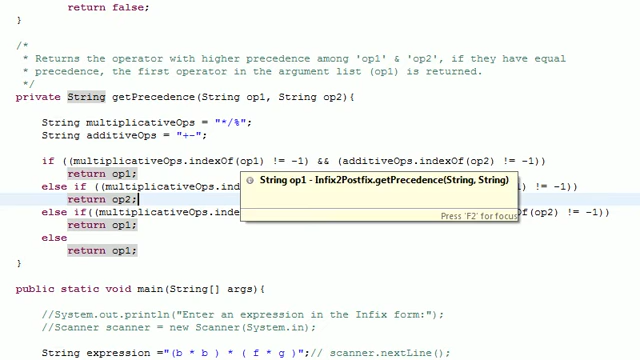 return false;
}
/*
* Returns the operator with higher precedence among 'op1' & 'op2', if they have equal
* precedence, the first operator in the argument list (op1) is returned.
*/
private String getPrecedence(String op1, String op2){
String multiplicativeOps = "*/%";
String additiveOps = "+-";
if ((multiplicativeOps.indexOf(op1) != -1) && (additiveOps.indexOf(op2) != -1))
return op1;
else if ((multiplicativeOps.ind 1) != -1))
String op1 - Infix2Postfix.getPrecedence(String, String)
return op2;
else if((multiplicativeOps.inde Of(op2) != -1))
Press 'F2' for focus
return op1;
else
return op1;
}
public static void main(String[] args){
//System.out.println("Enter an expression in the Infix form:");
//Scanner scanner = new Scanner(System.in);
String expression ="(b * b ) * ( f * g )";// scanner.nextLine();